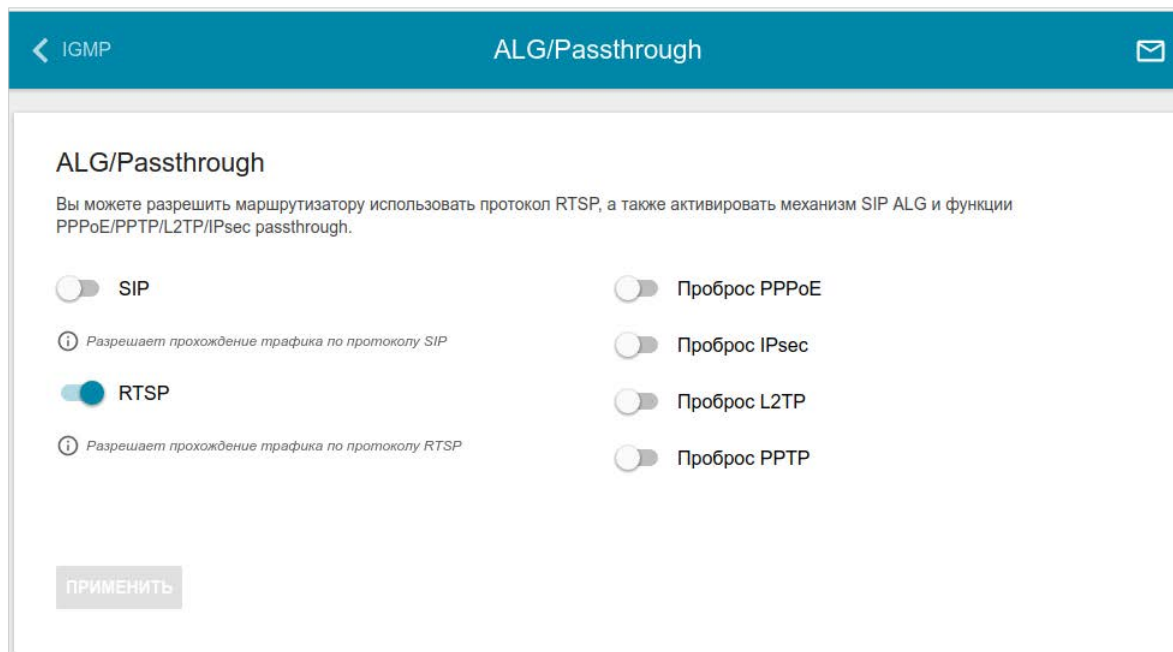 IGMP
ALG/Passthrough
ALG/Passthrough
Вы можете разрешить маршрутизатору использовать протокол RTSP, а также активировать механизм SIP ALG и функции
PPPoE/PPTP/L2TP/IPsec passthrough.
SIP
Разрешает прохождение трафика по протоколу SIP
RTSP
Разрешает прохождение трафика по протоколу RTSP
Проброс PPPoE
Проброс IPsec
Проброс L2TP
Проброс PPTP
ПРИМЕНИТЬ